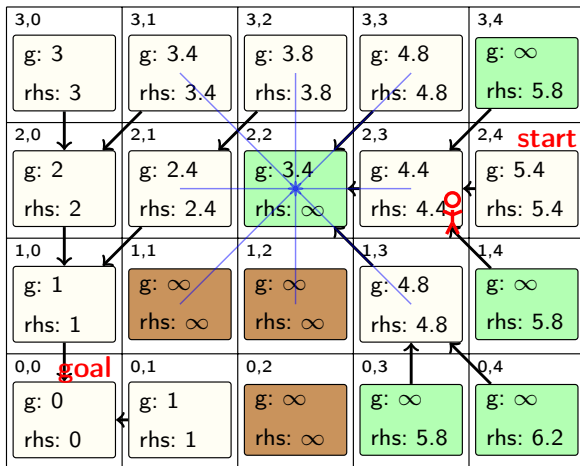 3,0 3,1 3,2 3,3 3,4
g: 3 g: 3.4 g: 3.8 g: 4.8 g: ∞
rhs: 3 rhs: 3.4 rhs: 3.8 rhs: 4.8 rhs: 5.8
2,0 2,1 2,2 2,3 2,4 start
g: 2 g: 2.4 g: 3.4 g: 4.4 g: 5.4
rhs: 2 rhs: 2.4 rhs: ∞ rhs: 4.4 rhs: 5.4
1,0 1,1 1,2 1,3 1,4
g: 1 g: ∞ g: ∞ g: 4.8 g: ∞
rhs: 1 rhs: ∞ rhs: ∞ rhs: 4.8 rhs: 5.8
0,0 goal 0,1 0,2 0,3 0,4
g: 0 g: 1 g: ∞ g: ∞ g: ∞
rhs: 0 rhs: 1 rhs: ∞ rhs: 5.8 rhs: 6.2